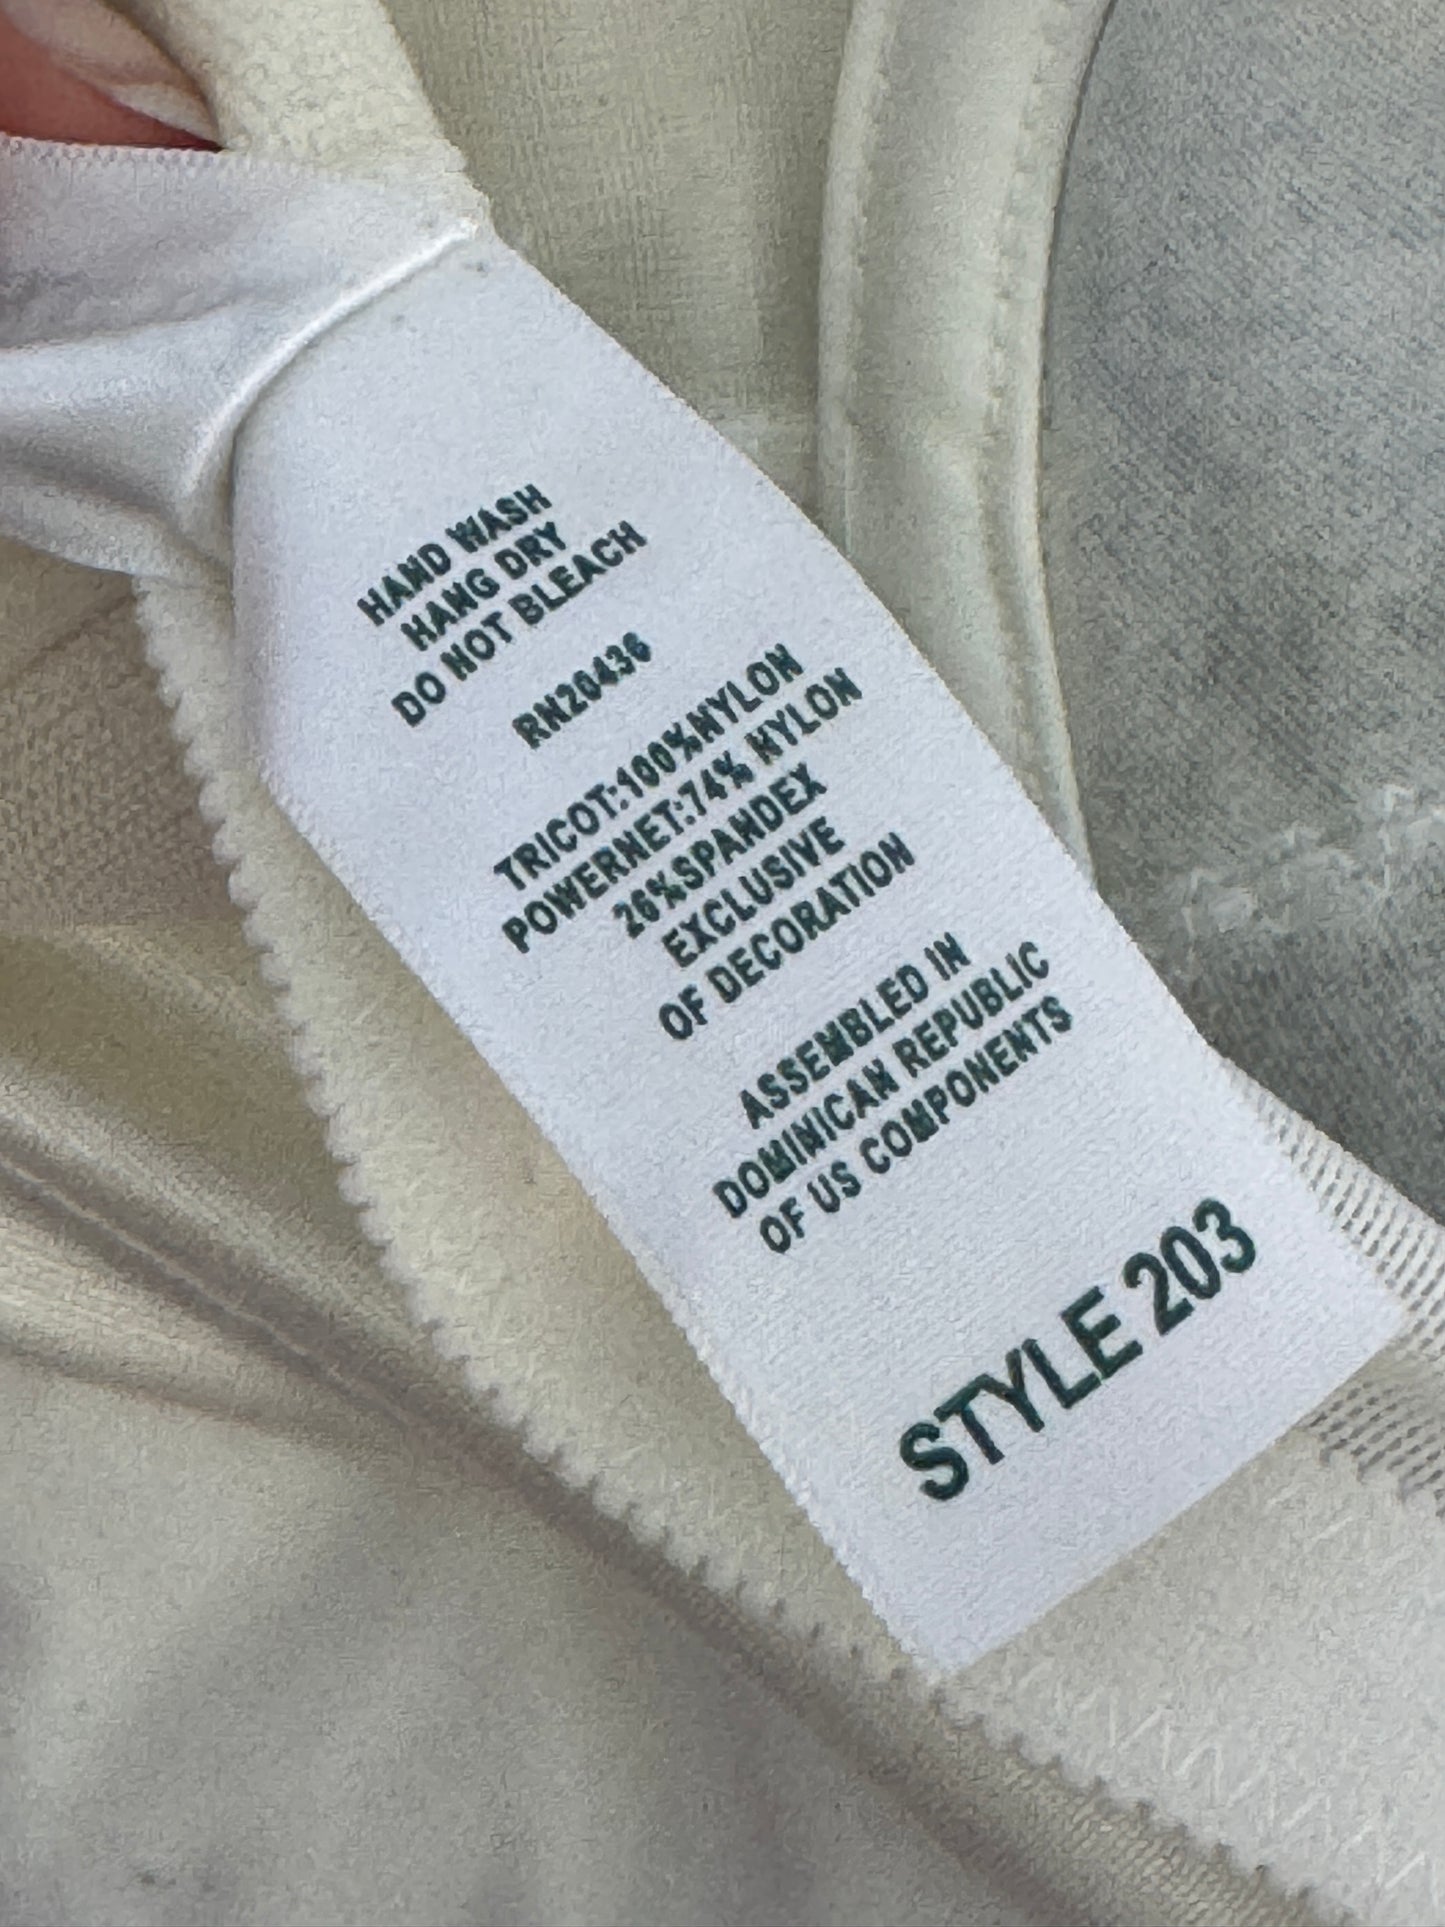 HAND WASH
HANG DRY
DO NOT BLEACH
RN20436
TRICOT:100%NYLON
POWERNET:74% NYLON
26%SPANDEX
EXCLUSIVE
OF DECORATION
ASSEMBLED IN
DOMINICAN REPUBLIC
OF US COMPONENTS
STYLE 203